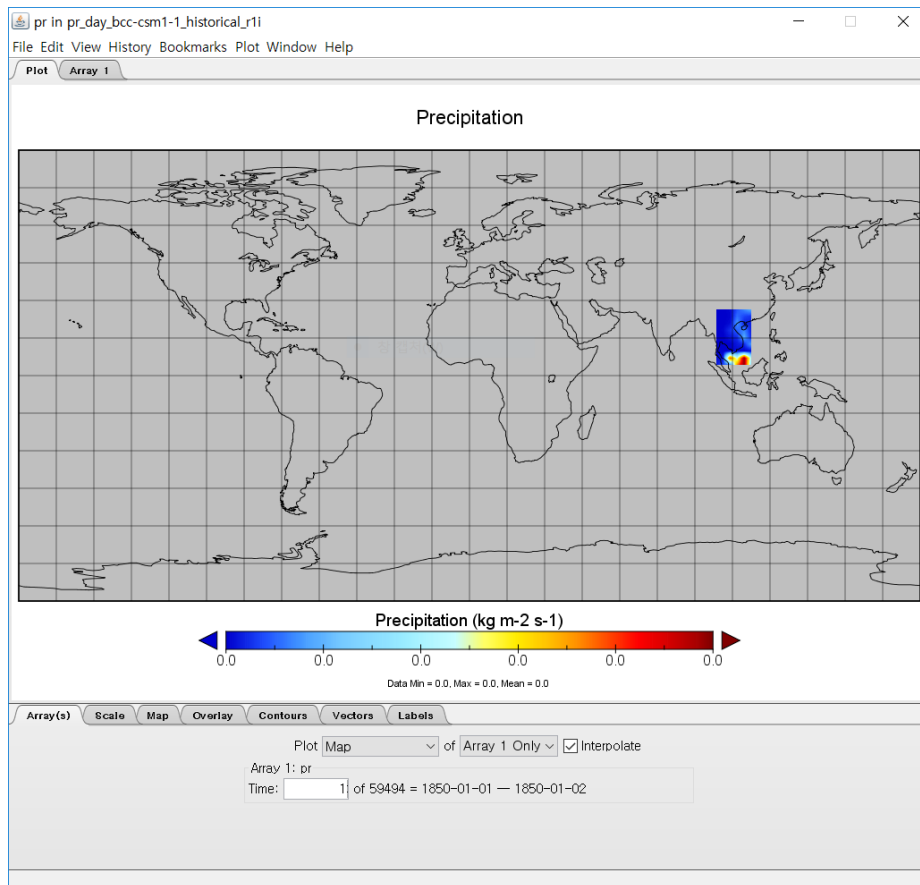 pr in pr_day_bcc-csm1-1_historical_r1i
File Edit View History Bookmarks Plot Window Help
Plot Array 1
Precipitation
Precipitation (kg m-2 s-1)
0.0 0.0 0.0 0.0 0.0 0.0
Data Min = 0.0, Max = 0.0, Mean = 0.0
Array(s) Scale Map Overlay Contours Vectors Labels
Plot Map of Array 1 Only Interpolate
Array 1: pr
Time: 1 of 59494 = 1850-01-01 — 1850-01-02